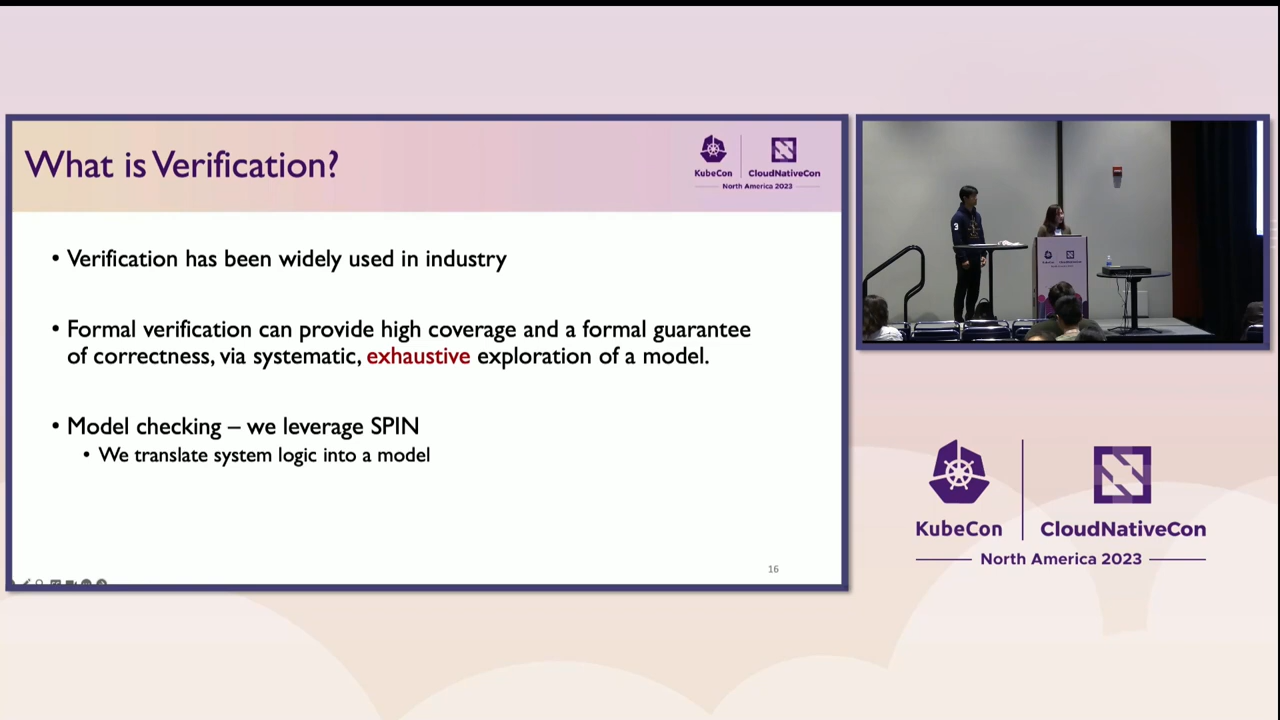 What is Verification?
KubeCon
CloudNativeCon
North America 2023
• Verification has been widely used in industry
• Formal verification can provide high coverage and a formal guarantee
of correctness, via systematic, exhaustive exploration of a model.
• Model checking – we leverage SPIN
• We translate system logic into a model
16
3
KubeCon
CloudNativeCon
North America 2023